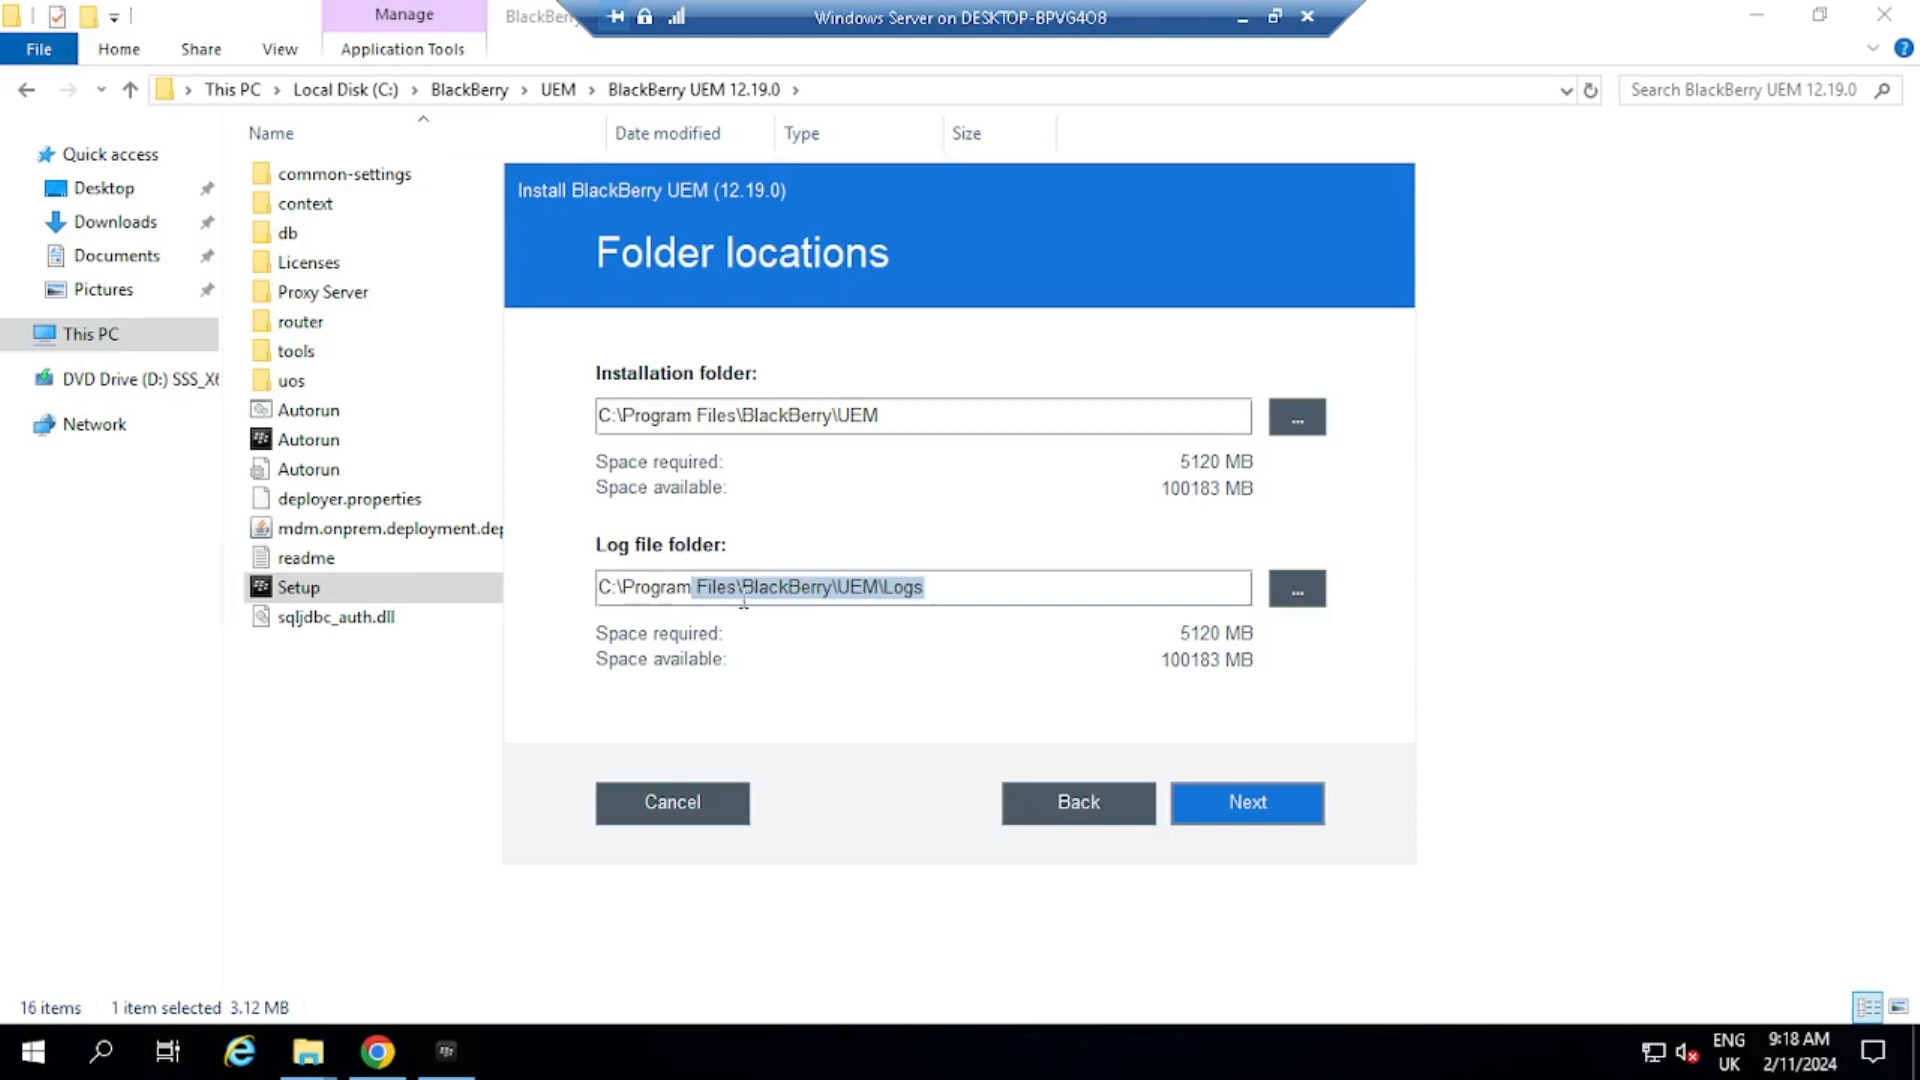 Manage
BlackBerry
Windows Server on DESKTOP-BPVG4O8
File
Home
Share
View
Application Tools
This PC
Local Disk (C:)
BlackBerry
UEM
BlackBerry UEM 12.19.0
Search BlackBerry UEM 12.19.0
Name
Date modified
Type
Size
Quick access
Desktop
Downloads
Documents
Pictures
This PC
DVD Drive (D:) SSS_X6
Network
common-settings
context
db
Licenses
Proxy Server
router
tools
uos
Autorun
Autorun
Autorun
deployer.properties
mdm.onprem.deployment.dep
readme
Setup
sqljdbc_auth.dll
Install BlackBerry UEM (12.19.0)
Folder locations
Installation folder:
C:\Program Files\BlackBerry\UEM
...
Space required: 5120 MB
Space available: 100183 MB
Log file folder:
C:\Program Files\BlackBerry\UEM\Logs
...
Space required: 5120 MB
Space available: 100183 MB
Cancel
Back
Next
16 items
1 item selected 3.12 MB
ENG
UK
9:18 AM
2/11/2024